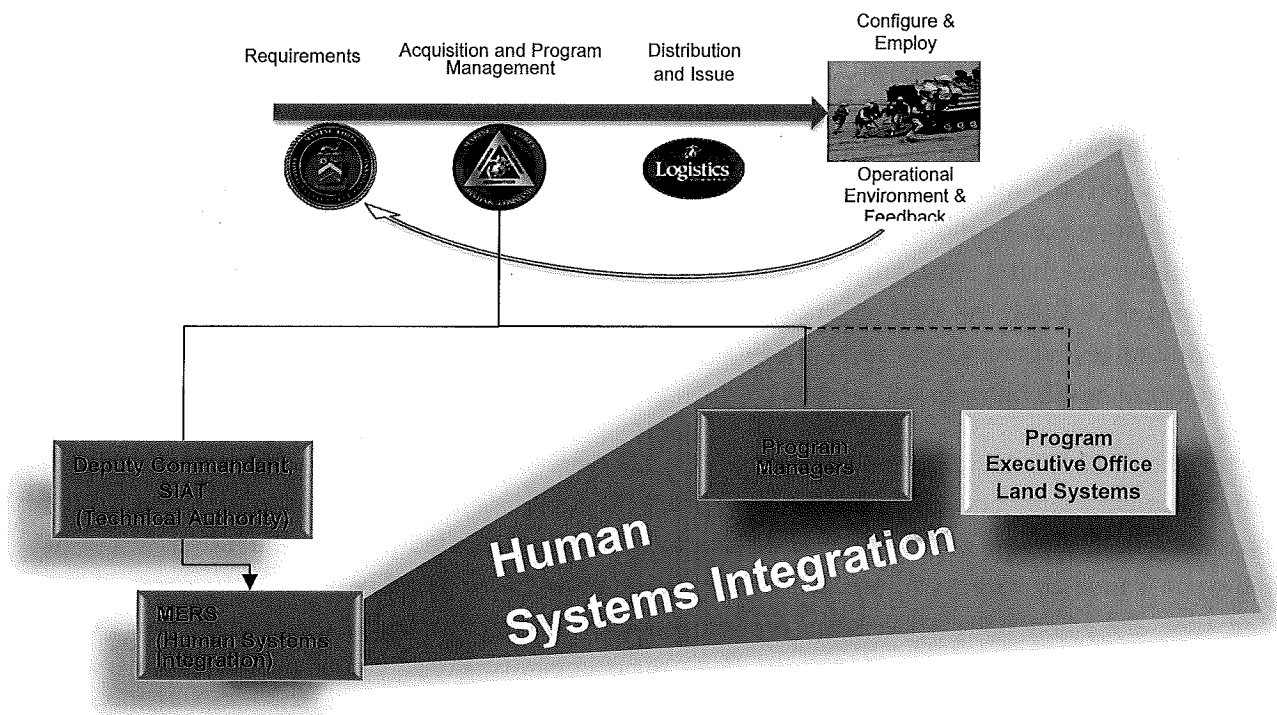 Requirements
Acquisition and Program
Management
Distribution
and Issue
Configure &
Employ
Logistics
Operational
Environment &
Feedback
Deputy Commandant,
SIAT
(Technical Authority)
Program
Managers
Program
Executive Office
Land Systems
Human
Systems Integration
MERS
(Human Systems
Integration)